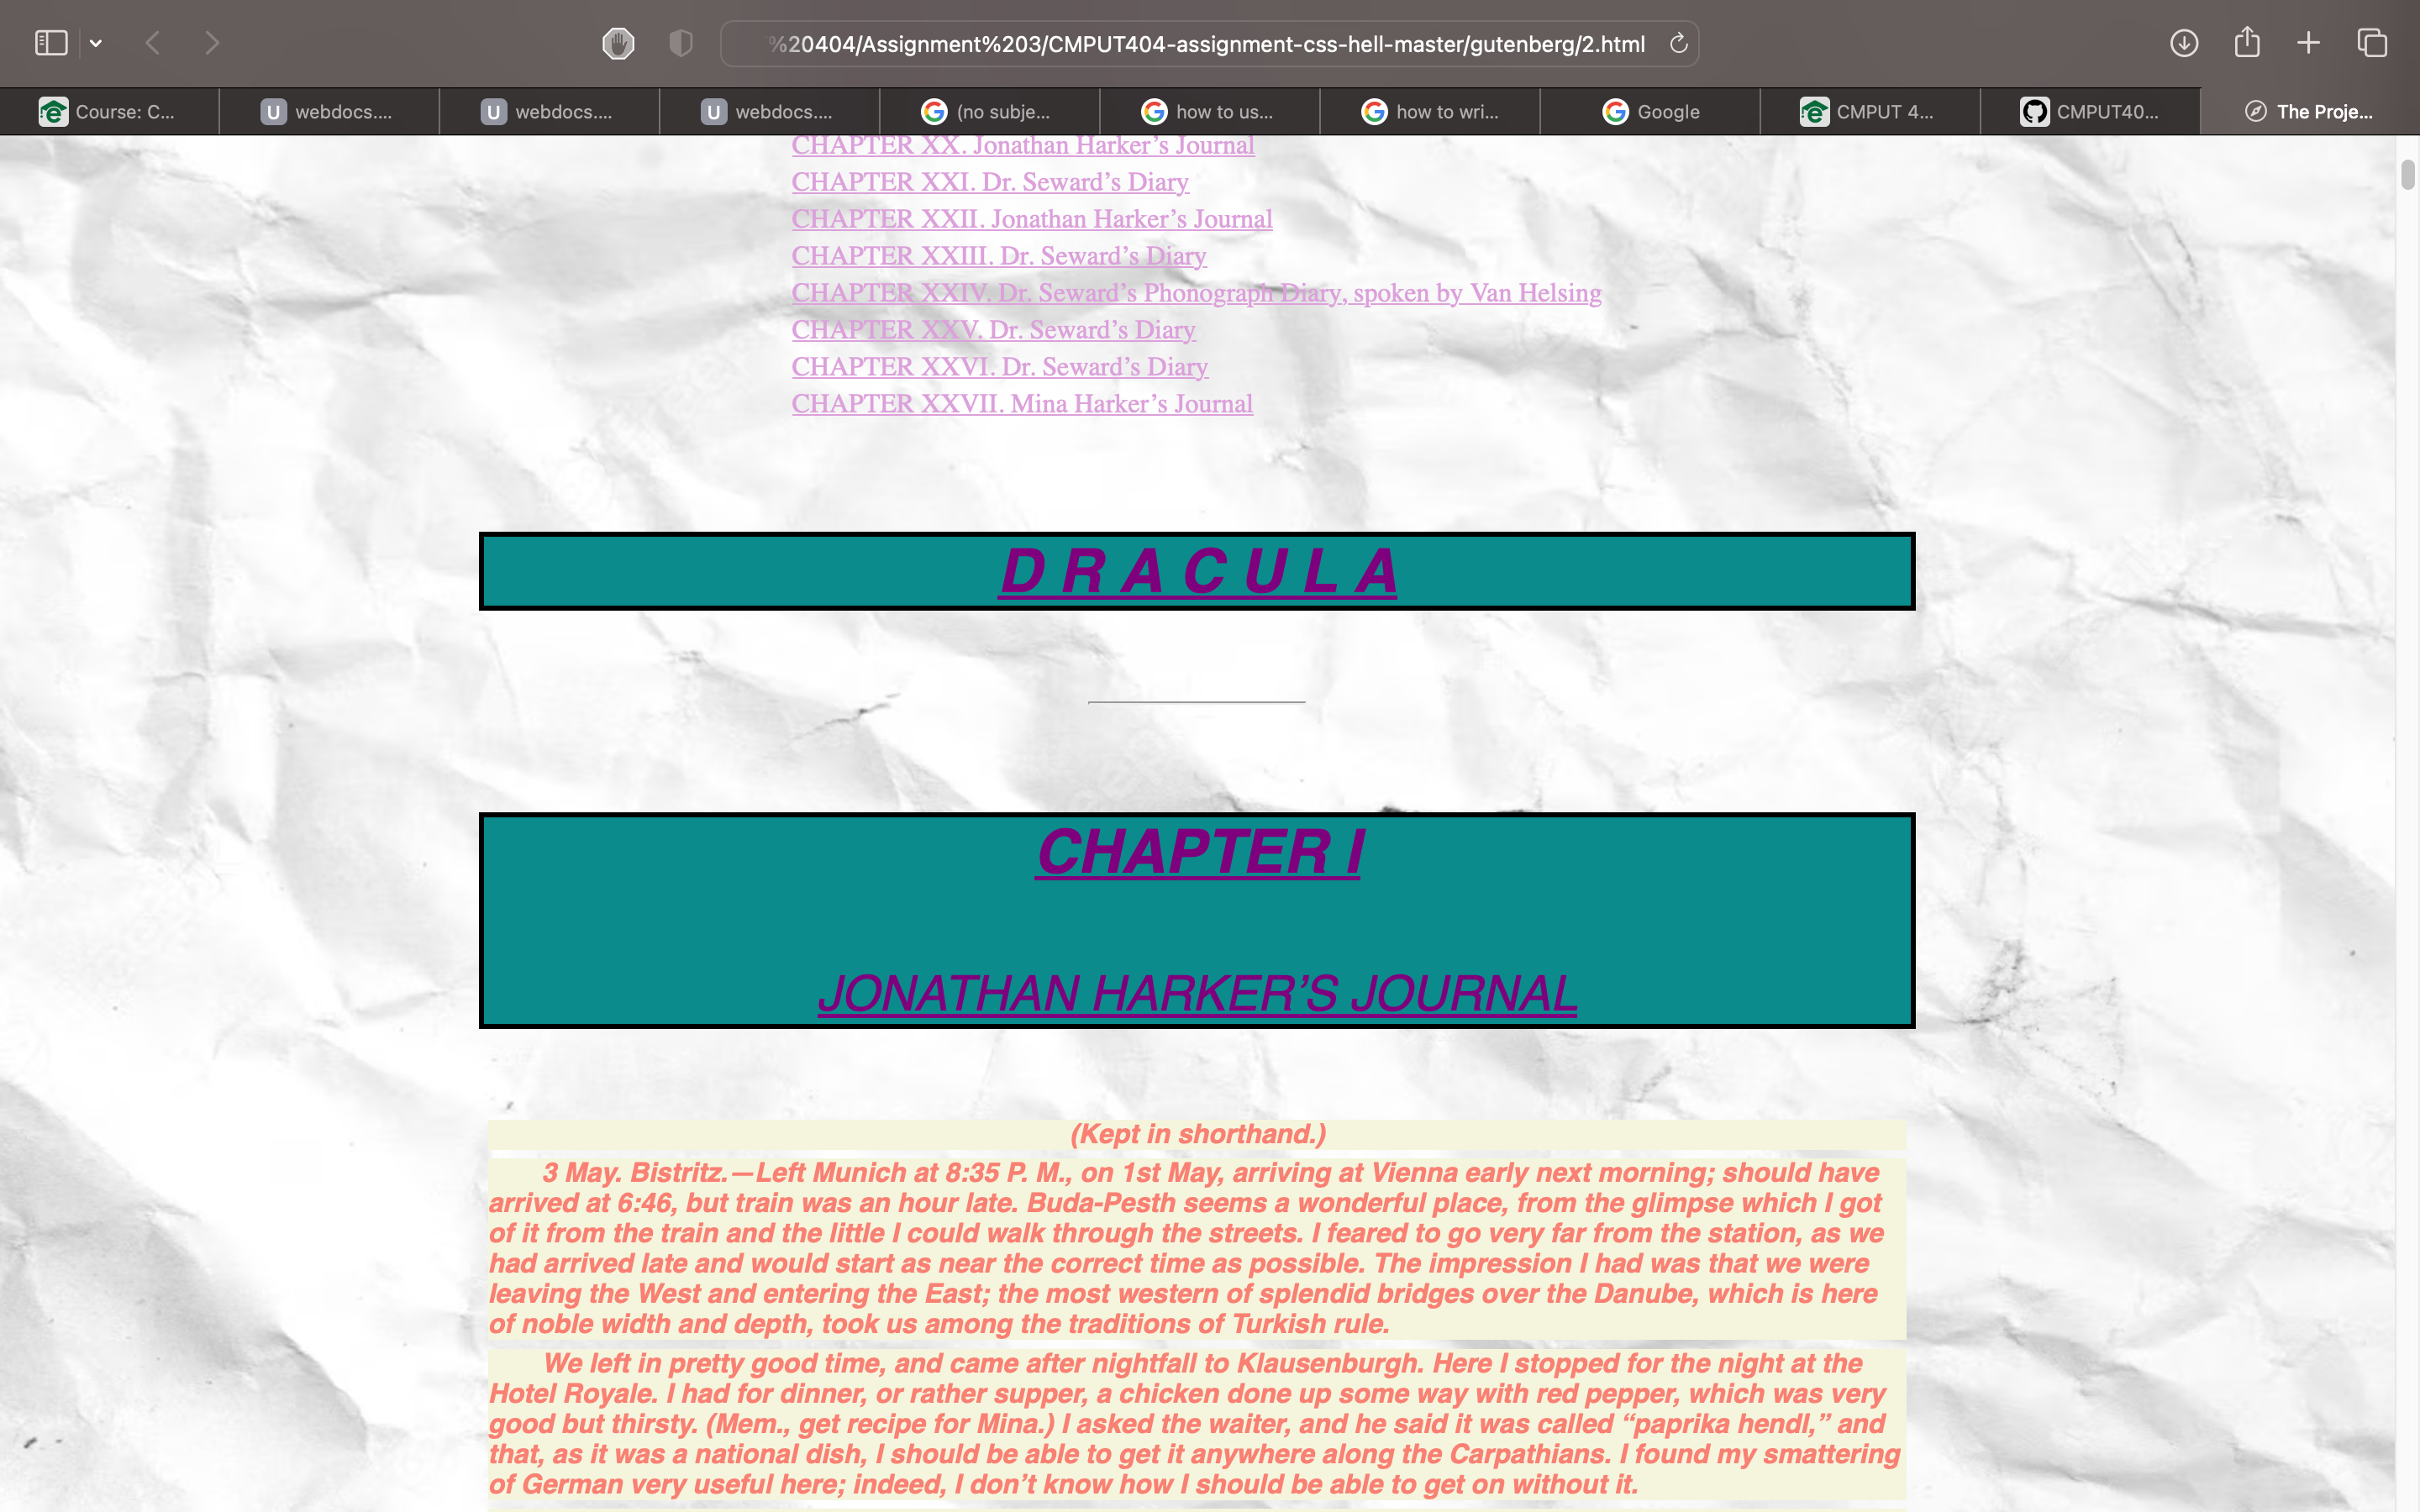 %20404/Assignment%203/CMPUT404-assignment-css-hell-master/gutenberg/2.html
Course: C...
U webdocs....
U webdocs....
U webdocs....
(no subje...
how to us...
how to wri...
Google
CMPUT 4...
CMPUT40...
The Proje...
CHAPTER XX. Jonathan Harker’s Journal
CHAPTER XXI. Dr. Seward’s Diary
CHAPTER XXII. Jonathan Harker’s Journal
CHAPTER XXIII. Dr. Seward’s Diary
CHAPTER XXIV. Dr. Seward’s Phonograph Diary, spoken by Van Helsing
CHAPTER XXV. Dr. Seward’s Diary
CHAPTER XXVI. Dr. Seward’s Diary
CHAPTER XXVII. Mina Harker’s Journal
D R A C U L A
CHAPTER I
JONATHAN HARKER’S JOURNAL
(Kept in shorthand.)
3 May. Bistritz.—Left Munich at 8:35 P. M., on 1st May, arriving at Vienna early next morning; should have
arrived at 6:46, but train was an hour late. Buda-Pesth seems a wonderful place, from the glimpse which I got
of it from the train and the little I could walk through the streets. I feared to go very far from the station, as we
had arrived late and would start as near the correct time as possible. The impression I had was that we were
leaving the West and entering the East; the most western of splendid bridges over the Danube, which is here
of noble width and depth, took us among the traditions of Turkish rule.
We left in pretty good time, and came after nightfall to Klausenburgh. Here I stopped for the night at the
Hotel Royale. I had for dinner, or rather supper, a chicken done up some way with red pepper, which was very
good but thirsty. (Mem., get recipe for Mina.) I asked the waiter, and he said it was called “paprika hendl,” and
that, as it was a national dish, I should be able to get it anywhere along the Carpathians. I found my smattering
of German very useful here; indeed, I don’t know how I should be able to get on without it.